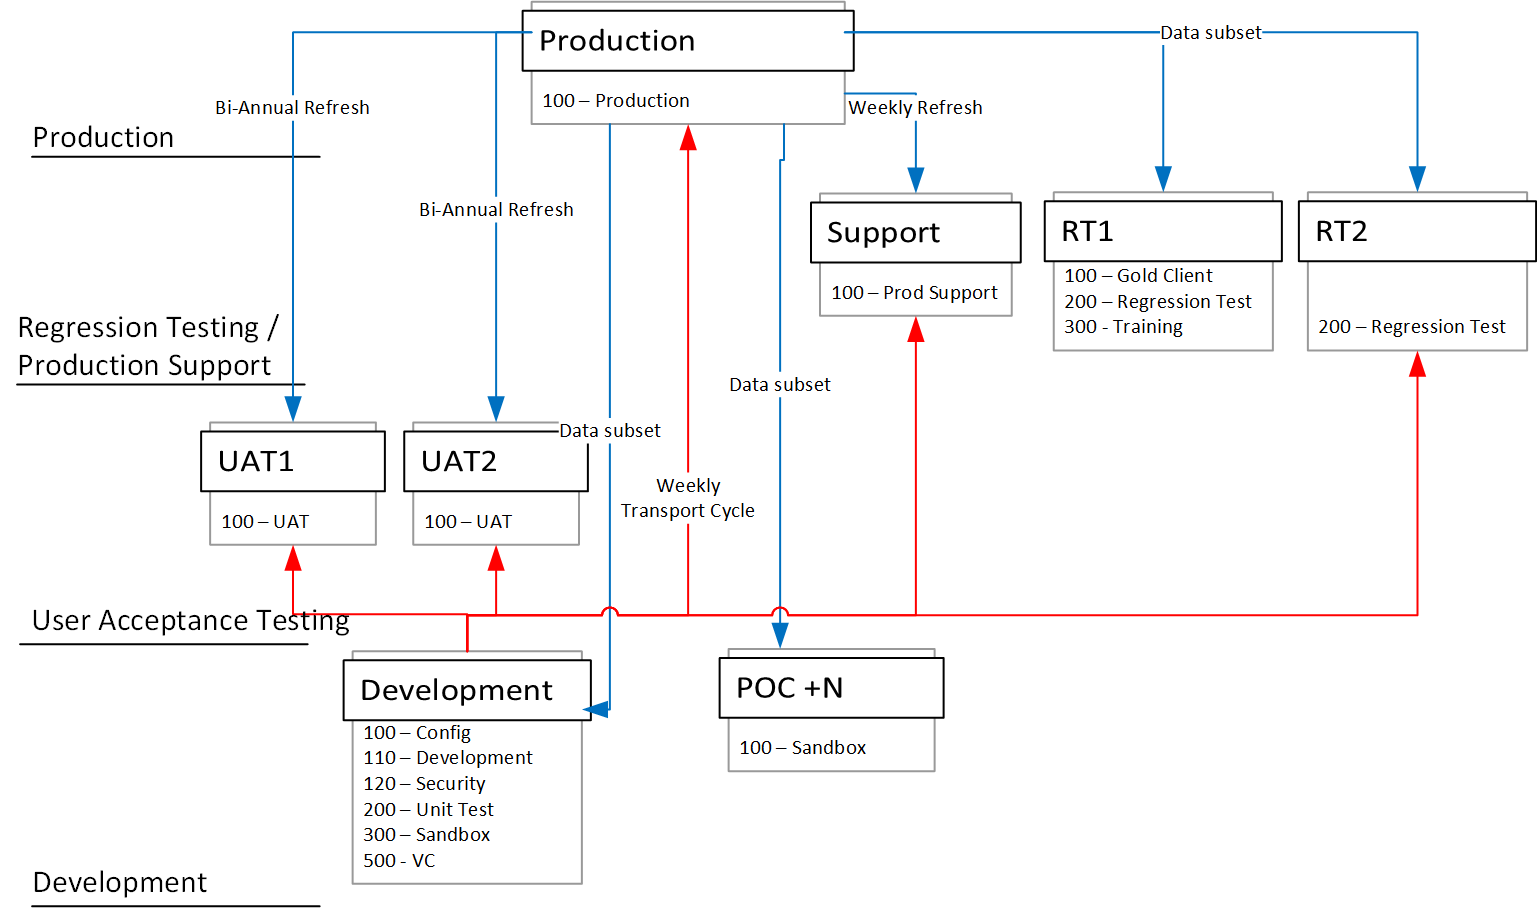 Production
100 – Production
Data subset
Bi-Annual Refresh
Weekly Refresh
Production
Bi-Annual Refresh
Support
100 – Prod Support
RT1
100 – Gold Client
200 – Regression Test
300 - Training
RT2
200 – Regression Test
Regression Testing /
Production Support
Data subset
Data subset
UAT1
100 – UAT
UAT2
100 – UAT
Weekly
Transport Cycle
User Acceptance Testing
Development
100 – Config
110 – Development
120 – Security
200 – Unit Test
300 – Sandbox
500 - VC
POC +N
100 – Sandbox
Development